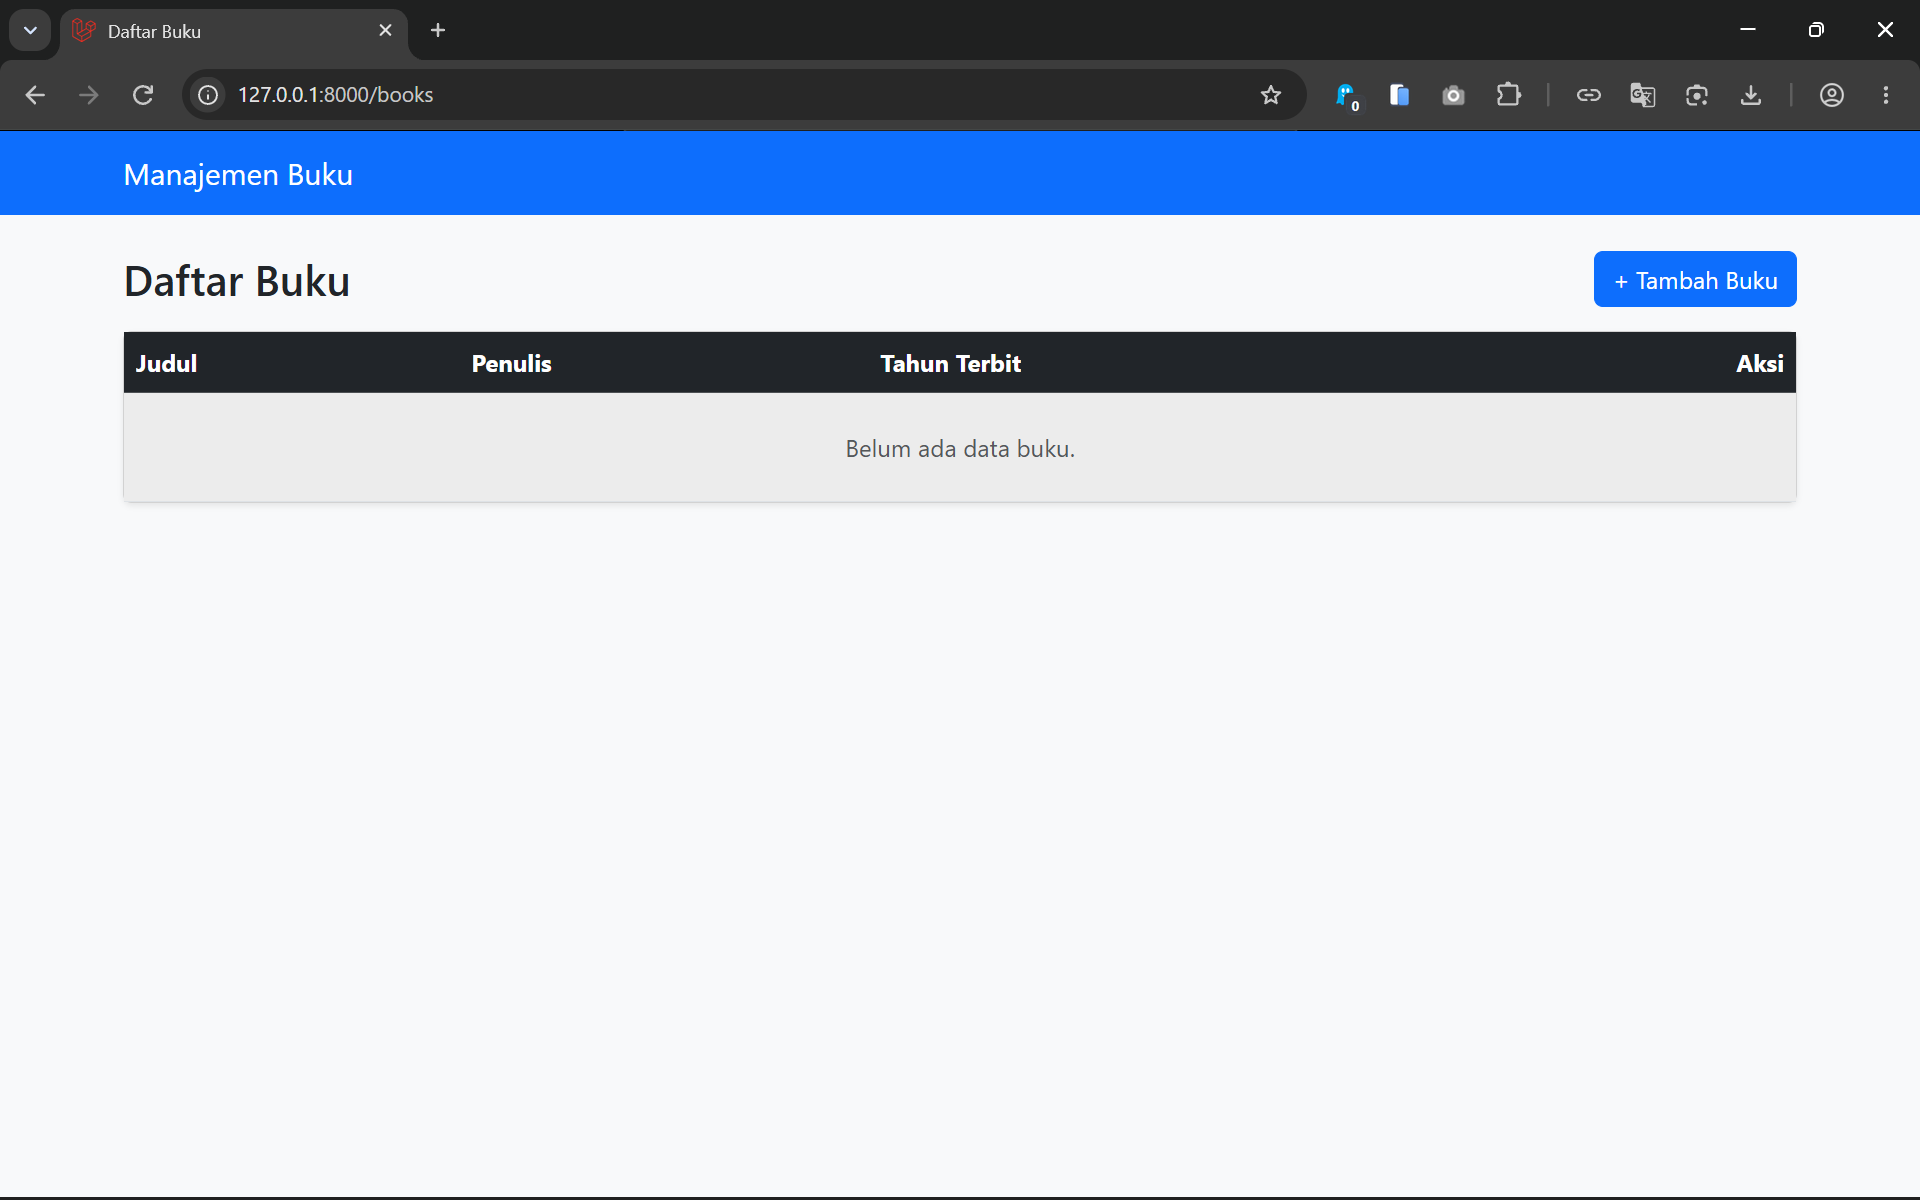 Daftar Buku
127.0.0.1:8000/books
0
Manajemen Buku
Daftar Buku
+ Tambah Buku
Judul Penulis Tahun Terbit Aksi
Belum ada data buku.